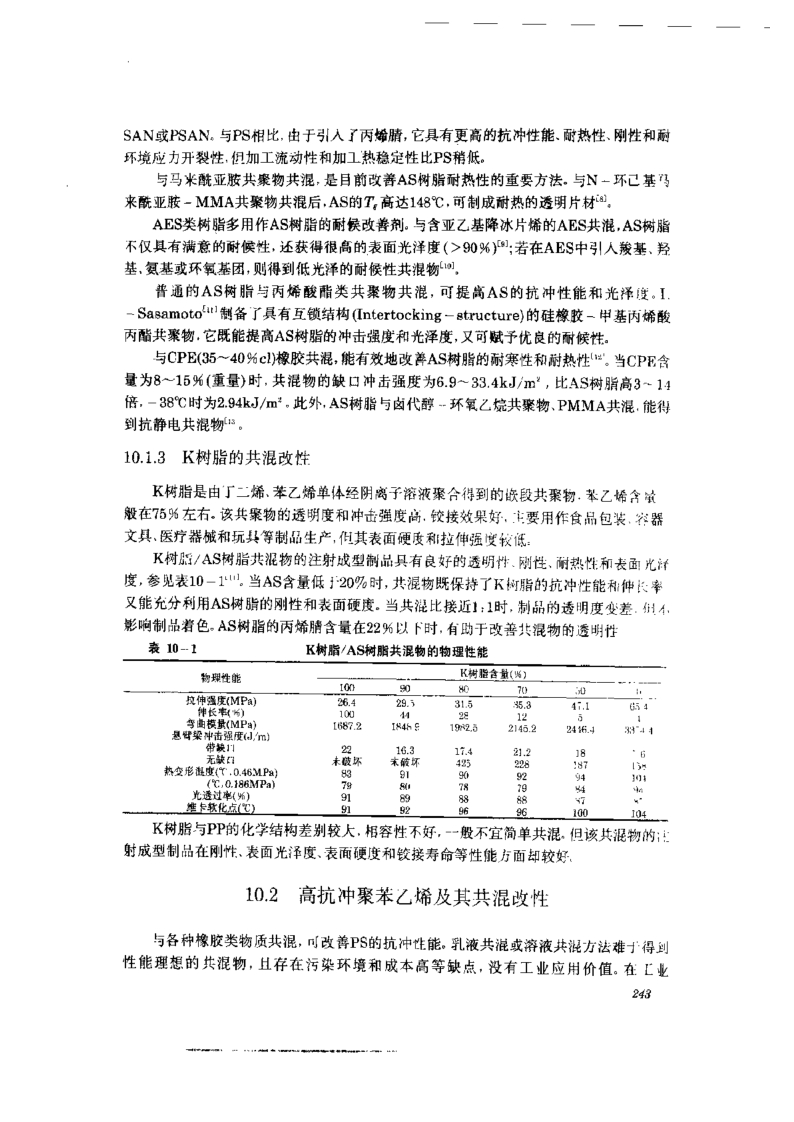 SAN或PSAN。与PS相比,由于引入了丙烯腈,它具有更高的抗冲性能、耐热性、刚性和耐
环境应力开裂性,但加工流动性和加工热稳定性比PS稍低。
与马来酰亚胺共聚物共混,是目前改善AS树脂耐热性的重要方法。与N-环己基马
来酰亚胺-MMA共聚物共混后,AS的Tg高达148℃,可制成耐热的透明片材[8]。
AES类树脂多用作AS树脂的耐候改善剂。与含亚乙基降冰片烯的AES共混,AS树脂
不仅具有满意的耐候性,还获得很高的表面光泽度(>90%)[9];若在AES中引入羧基、羟
基、氨基或环氧基团,则得到低光泽的耐候性共混物[10]。
普通的AS树脂与丙烯酸酯类共聚物共混,可提高AS的抗冲性能和光泽度。I.
-Sasamoto[11]制备了具有互锁结构(Intertocking-structure)的硅橡胶-甲基丙烯酸
丙酯共聚物,它既能提高AS树脂的冲击强度和光泽度,又可赋予优良的耐候性。
与CPE(35~40%cl)橡胶共混,能有效地改善AS树脂的耐寒性和耐热性[12]。当CPE含
量为8~15%(重量)时,共混物的缺口冲击强度为6.9~33.4kJ/m²,比AS树脂高3~14
倍,-38℃时为2.94kJ/m²。此外,AS树脂与卤代醇-环氧乙烷共聚物、PMMA共混,能得
到抗静电共混物[13]。
10.1.3 K树脂的共混改性
K树脂是由丁二烯、苯乙烯单体经阴离子溶液聚合得到的嵌段共聚物,苯乙烯含量
般在75%左右。该共聚物的透明度和冲击强度高,铰接效果好,主要用作食品包装、容器
文具、医疗器械和玩具等制品生产,但其表面硬度和拉伸强度较低。
K树脂/AS树脂共混物的注射成型制品具有良好的透明性、刚性、耐热性和表面光泽
度,参见表10-1。当AS含量低于20%时,共混物既保持了K树脂的抗冲性能和伸长率
又能充分利用AS树脂的刚性和表面硬度。当共混比接近1:1时,制品的透明度变差,但不
影响制品着色。AS树脂的丙烯腈含量在22%以下时,有助于改善共混物的透明性
表 10-1 K树脂/AS树脂共混物的物理性能
物理性能 K树脂含量(%)
100 90 80 70 50
拉伸强度(MPa) 26.4 29.5 31.5 35.3 47.1 65.4
伸长率(%) 100 44 28 12 5 1
弯曲模量(MPa) 1687.2 1982.5 2145.2 2416.4
悬臂梁冲击强度(J/m)
带缺口 22 16.3 17.4 21.2 18
无缺口 未破坏 未破坏 425 228 187 158
热变形温度(℃,0.46MPa) 83 91 90 92 94 101
(℃,0.186MPa) 79 80 78 79 84
光透过率(%) 91 89 88 88 87
维卡软化点(℃) 91 92 96 96 100 104
K树脂与PP的化学结构差别较大,相容性不好,一般不宜简单共混。但该共混物的注
射成型制品在刚性、表面光泽度、表面硬度和铰接寿命等性能方面却较好。
10.2 高抗冲聚苯乙烯及其共混改性
与各种橡胶类物质共混,可改善PS的抗冲性能。乳液共混或溶液共混方法难于得到
性能理想的共混物,且存在污染环境和成本高等缺点,没有工业应用价值。在工业
243